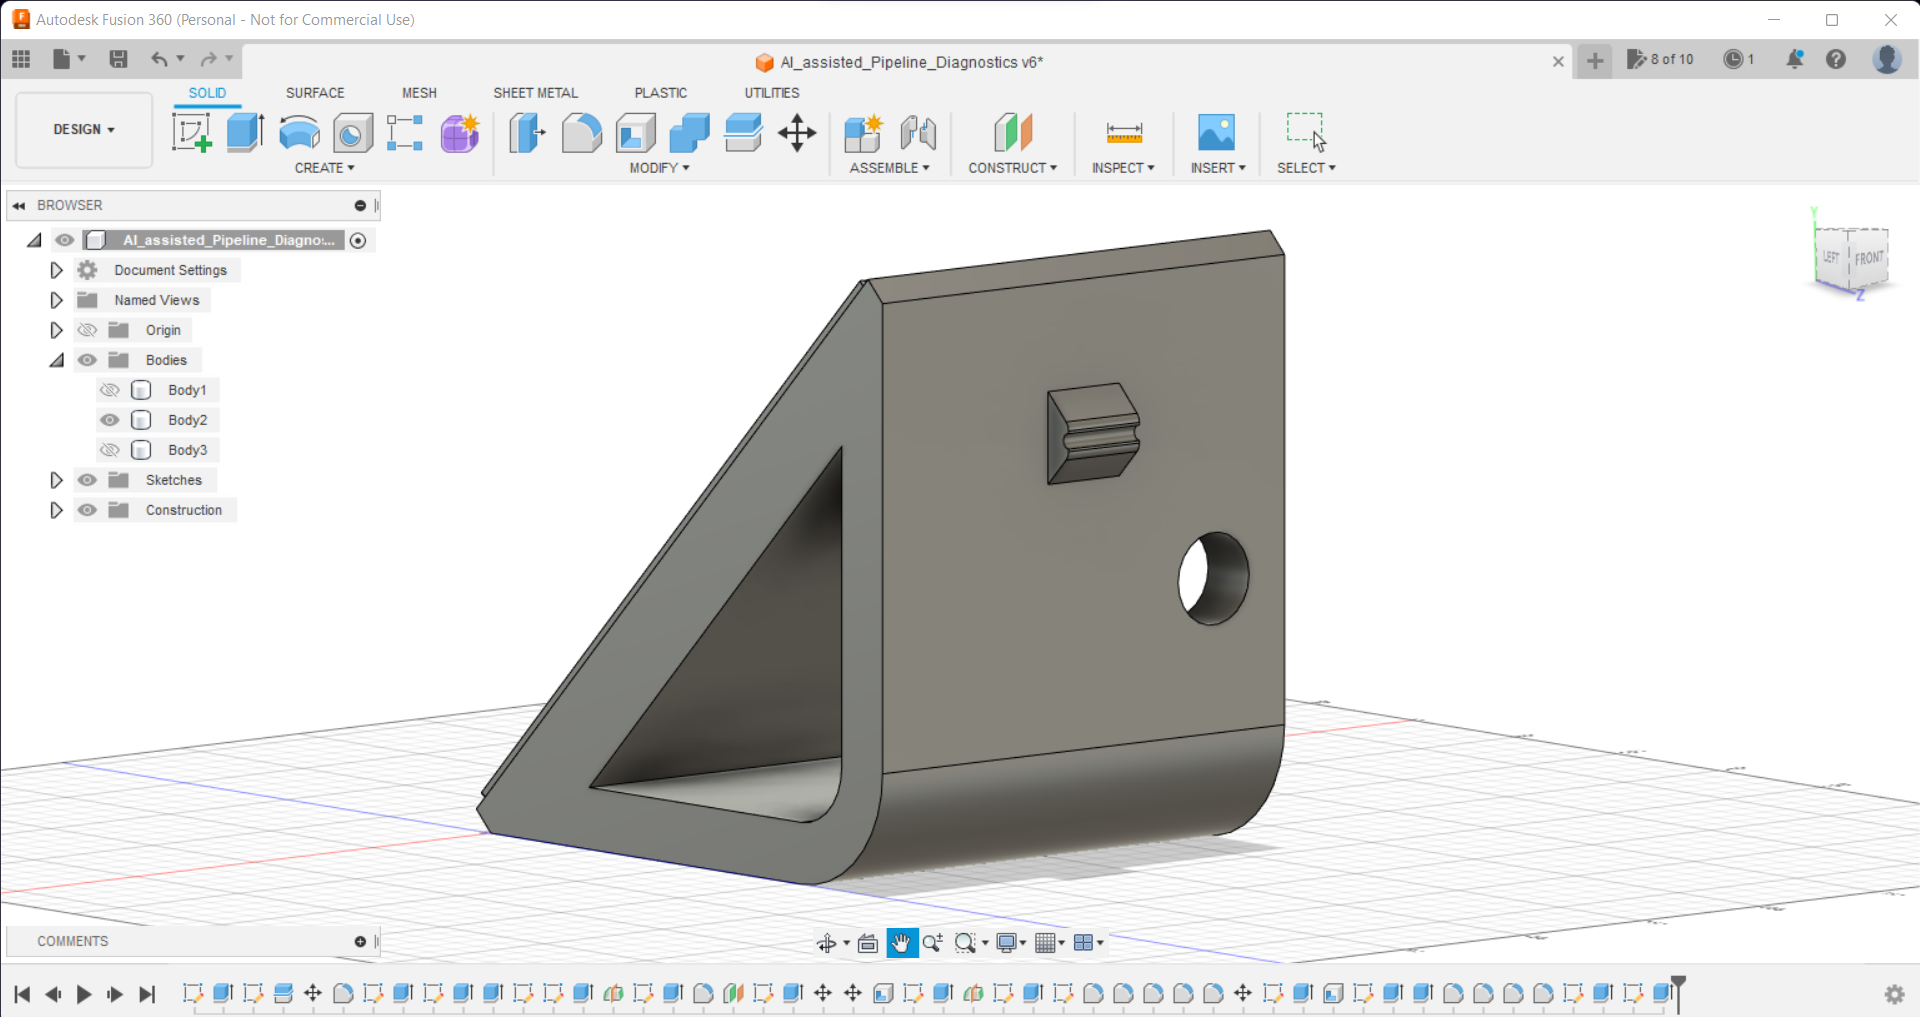 Autodesk Fusion 360 (Personal - Not for Commercial Use)
AI_assisted_Pipeline_Diagnostics v6*
8 of 10
1
DESIGN
SOLID
SURFACE
MESH
SHEET METAL
PLASTIC
UTILITIES
CREATE
MODIFY
ASSEMBLE
CONSTRUCT
INSPECT
INSERT
SELECT
BROWSER
AI_assisted_Pipeline_Diagno...
Document Settings
Named Views
Origin
Bodies
Body1
Body2
Body3
Sketches
Construction
Y
LEFT
FRONT
Z
COMMENTS